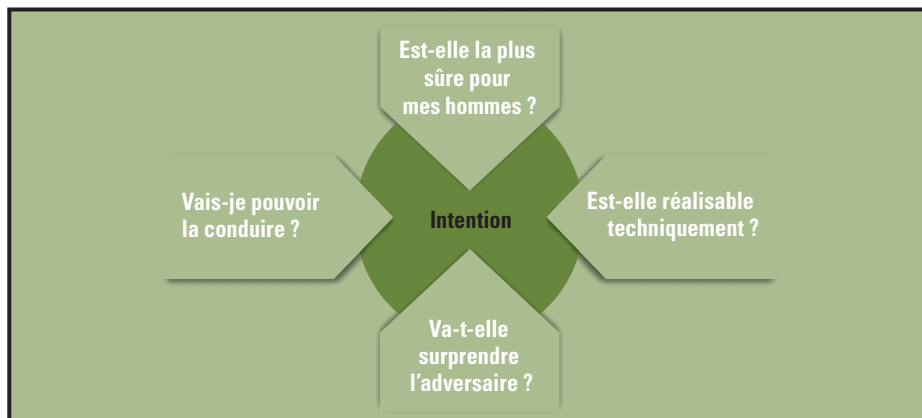 Est-elle la plus
sûre pour
mes hommes ?
Vais-je pouvoir
la conduire ?
Intention
Est-elle réalisable
techniquement ?
Va-t-elle
surprendre
l’adversaire ?